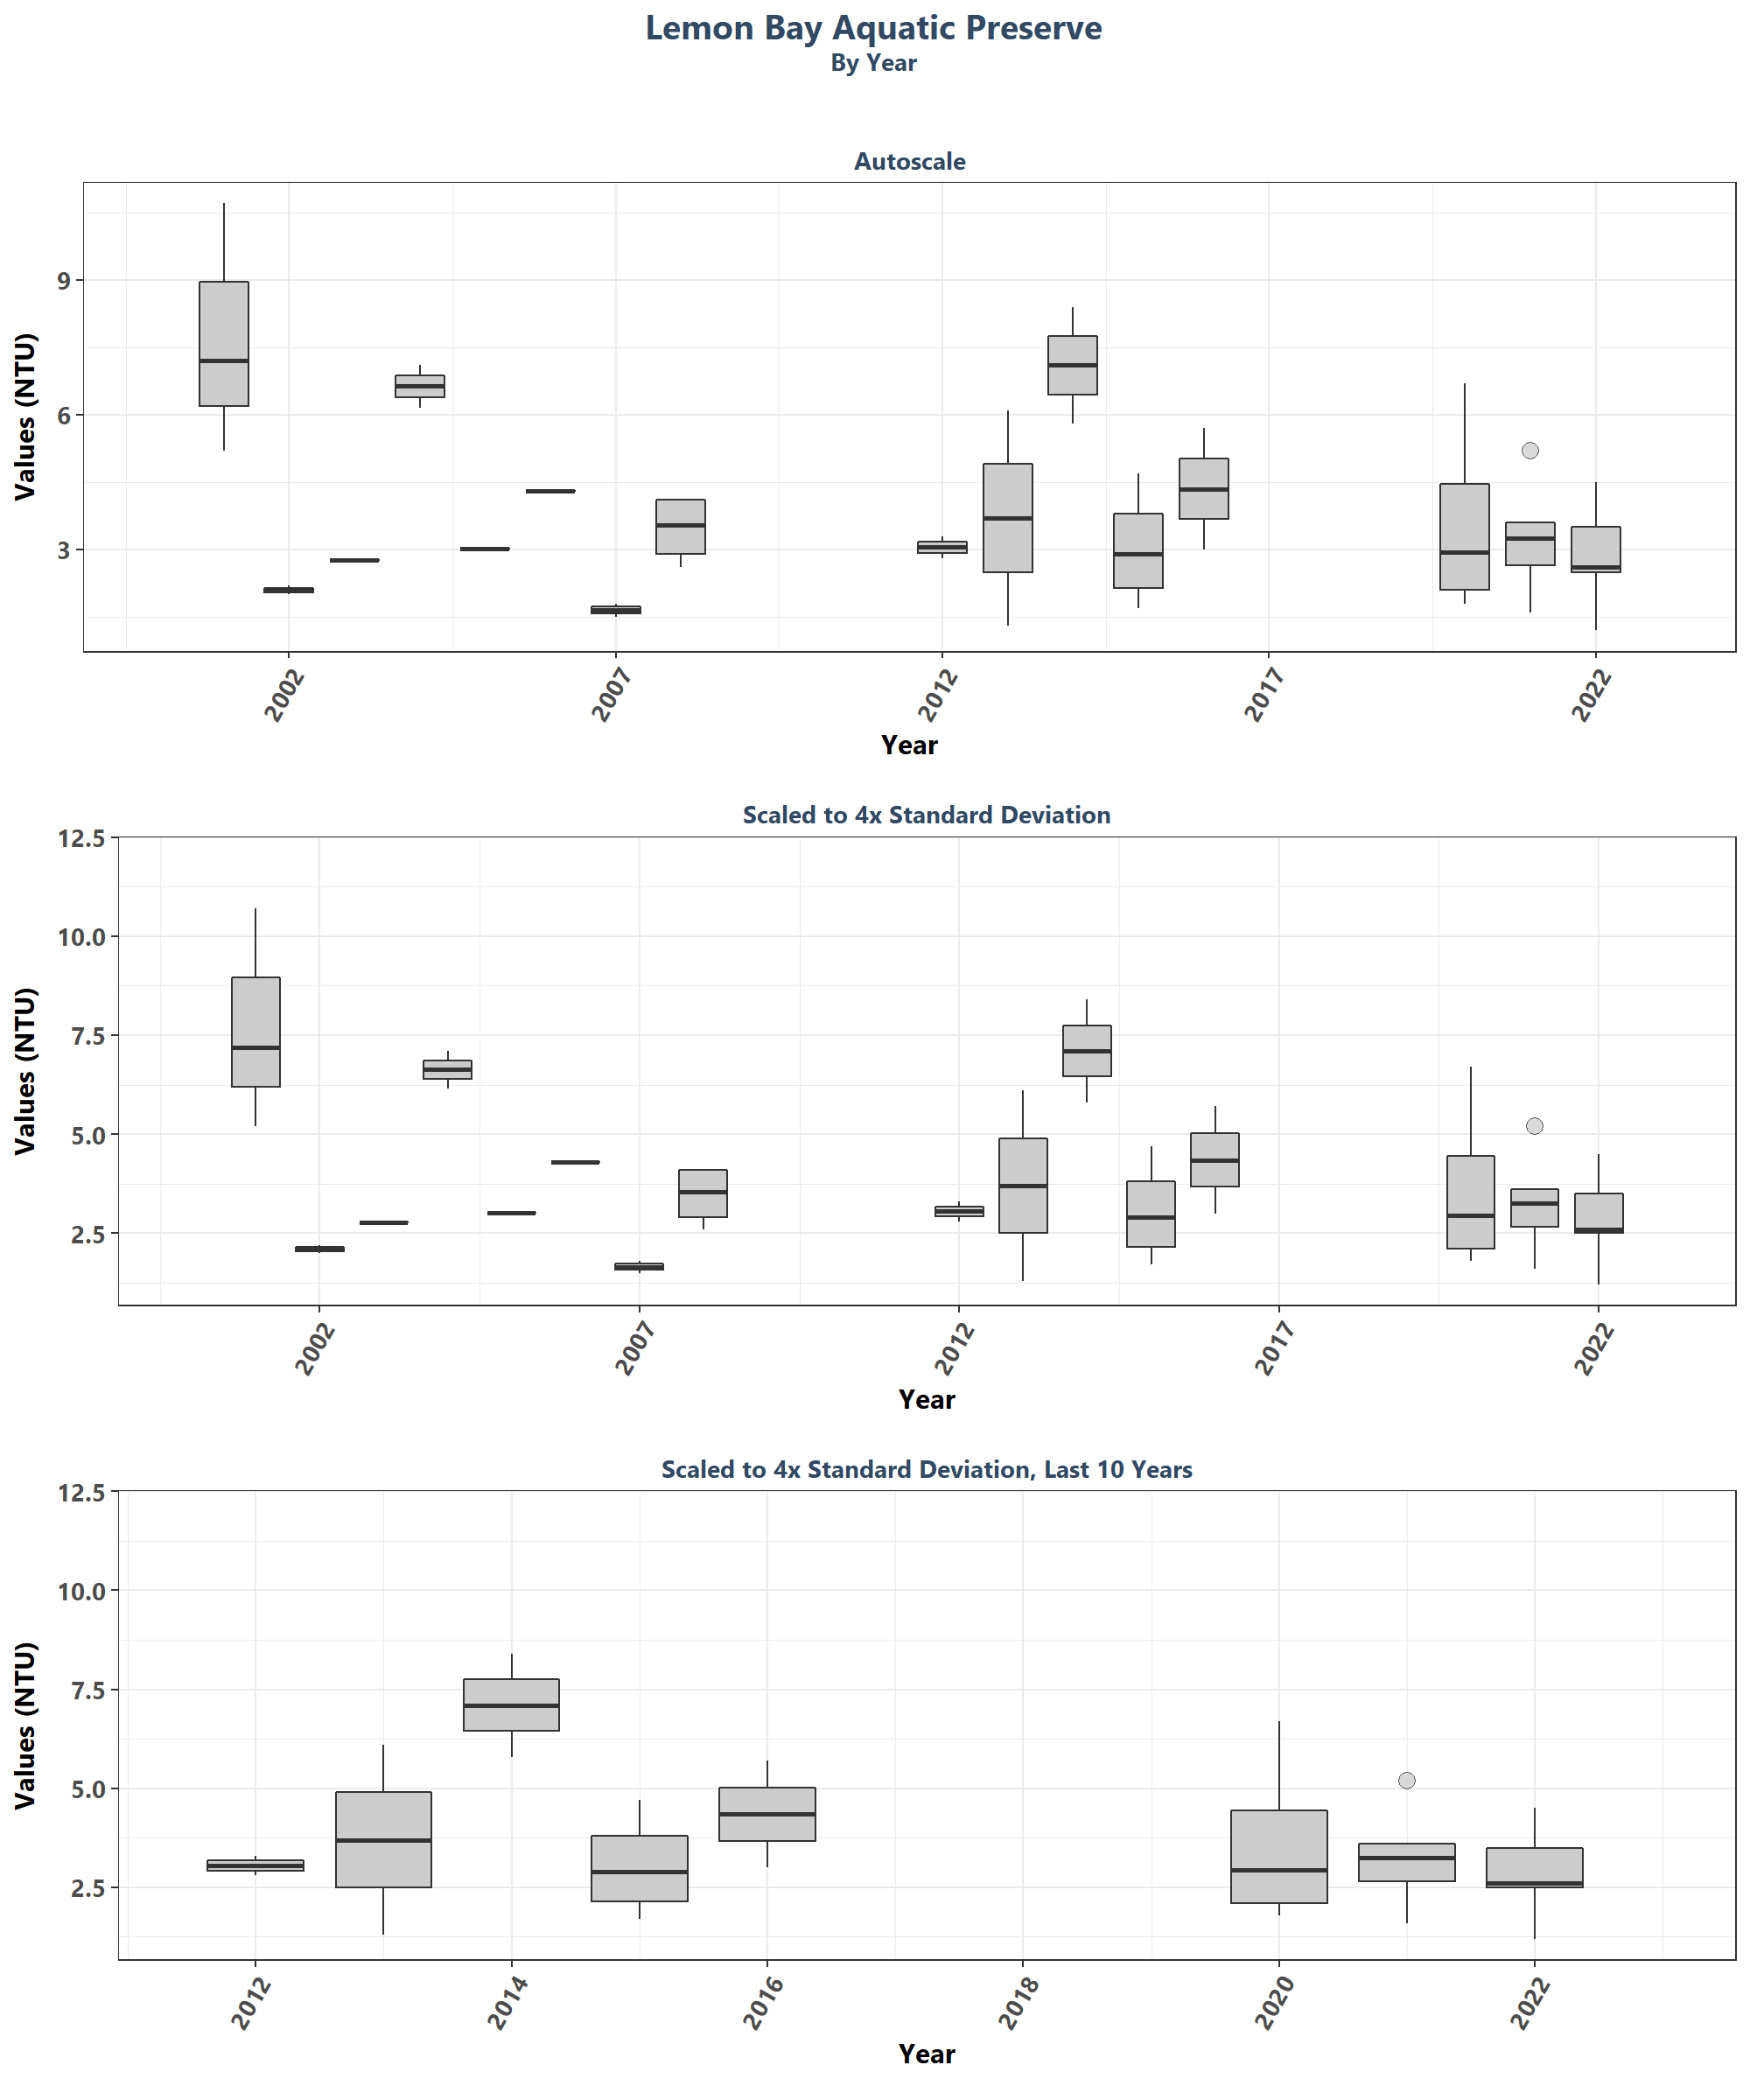 Lemon Bay Aquatic Preserve
By Year
Autoscale
Values (NTU)
9
6
3
2002 2007 2012 2017 2022
Year
Scaled to 4x Standard Deviation
Values (NTU)
12.5
10.0
7.5
5.0
2.5
2002 2007 2012 2017 2022
Year
Scaled to 4x Standard Deviation, Last 10 Years
Values (NTU)
12.5
10.0
7.5
5.0
2.5
2012 2014 2016 2018 2020 2022
Year